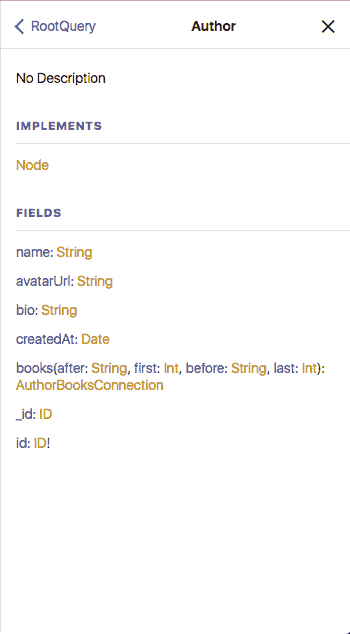 RootQuery Author
No Description
IMPLEMENTS
Node
FIELDS
name: String
avatarUrl: String
bio: String
createdAt: Date
books(after: String, first: Int, before: String, last: Int):
AuthorBooksConnection
_id: ID
id: ID!